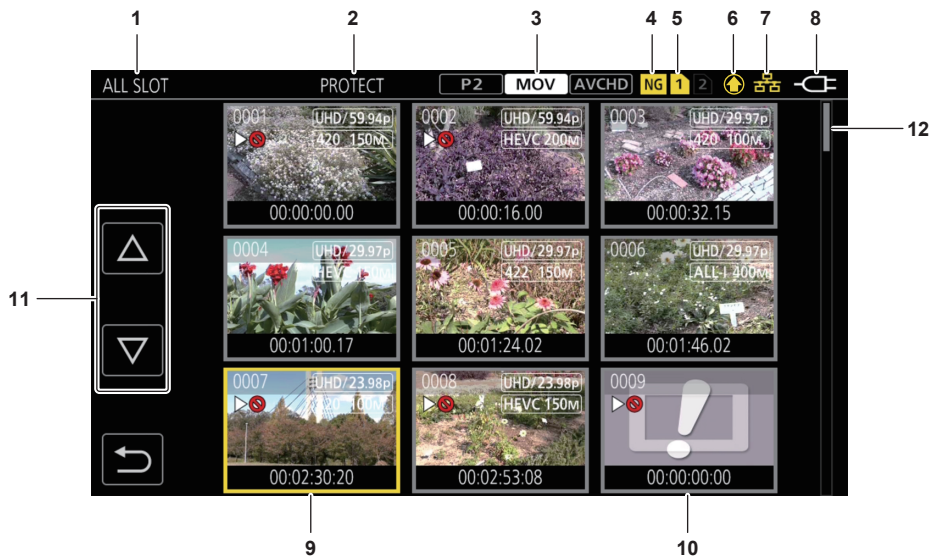 1 2 3 4 5 6 7 8
ALL SLOT PROTECT P2 MOV AVCHD NG 1 2
12
0001 UHD/59.94p
420 150M
00:00:00.00
0002 UHD/59.94p
HEVC 200M
00:00:16.00
0003 UHD/29.97p
420 100M
00:00:32.15
11
0004 UHD/29.97p
HEVC 150M
00:01:00.17
0005 UHD/29.97p
422 150M
00:01:24.02
0006 UHD/29.97p
ALL-I 400M
00:01:46.02
0007 UHD/23.98p
420 100M
00:02:30:20
0008 UHD/23.98p
HEVC 150M
00:02:53:08
0009
00:00:00:00
9 10